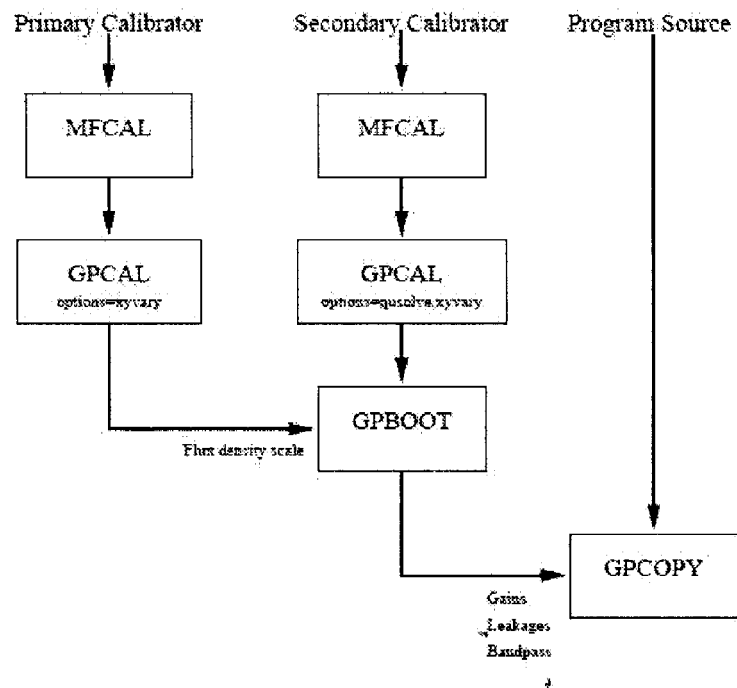 Primary Calibrator
Secondary Calibrator
Program Source
MFCAL
MFCAL
GPCAL
options=xyvary
GPCAL
options=qusolve,xyvary
GPBOOT
Flux density scale
GPCOPY
Gains
Leakages
Bandpass